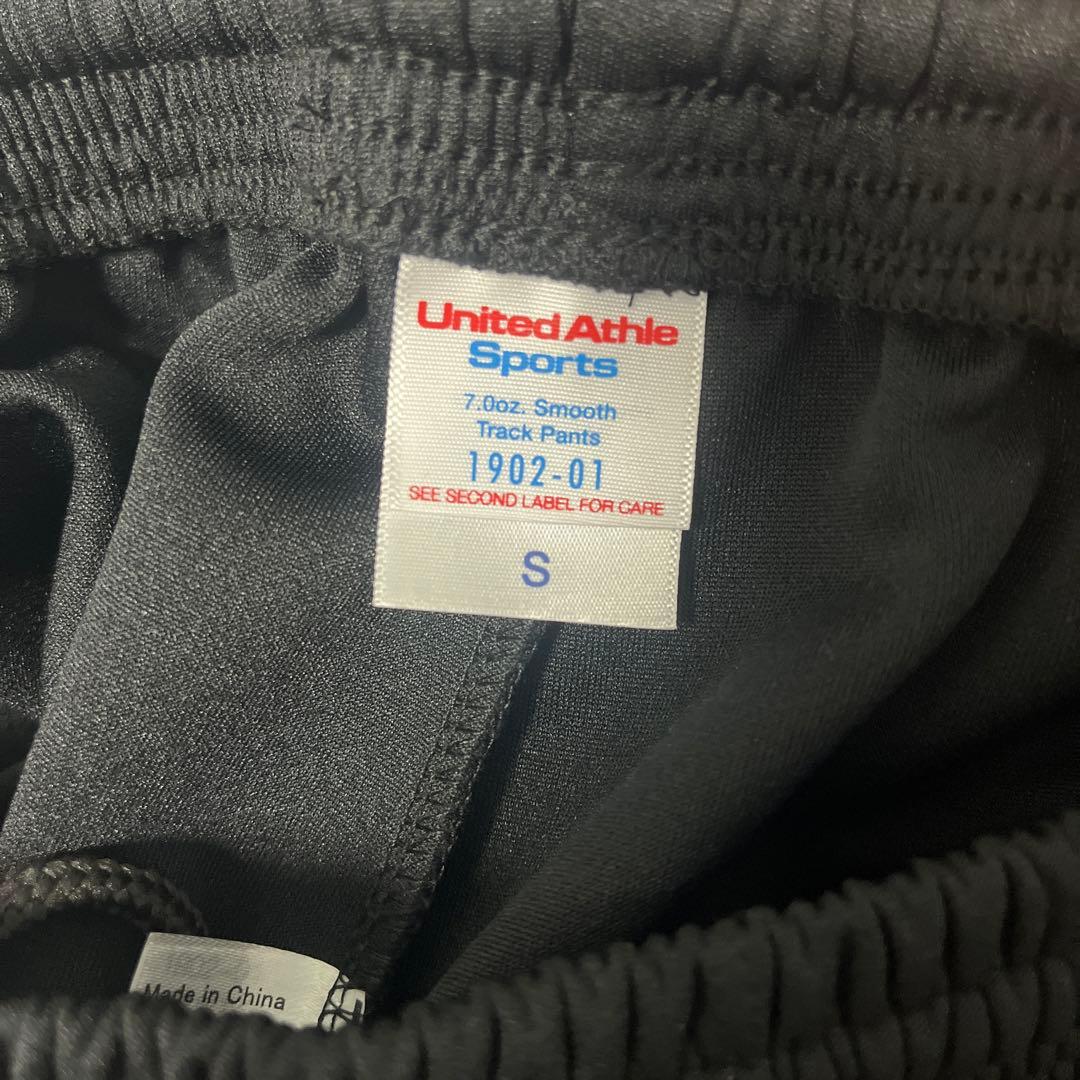 United Athle
Sports
7.0oz. Smooth
Track Pants
1902-01
SEE SECOND LABEL FOR CARE
S
Made in China